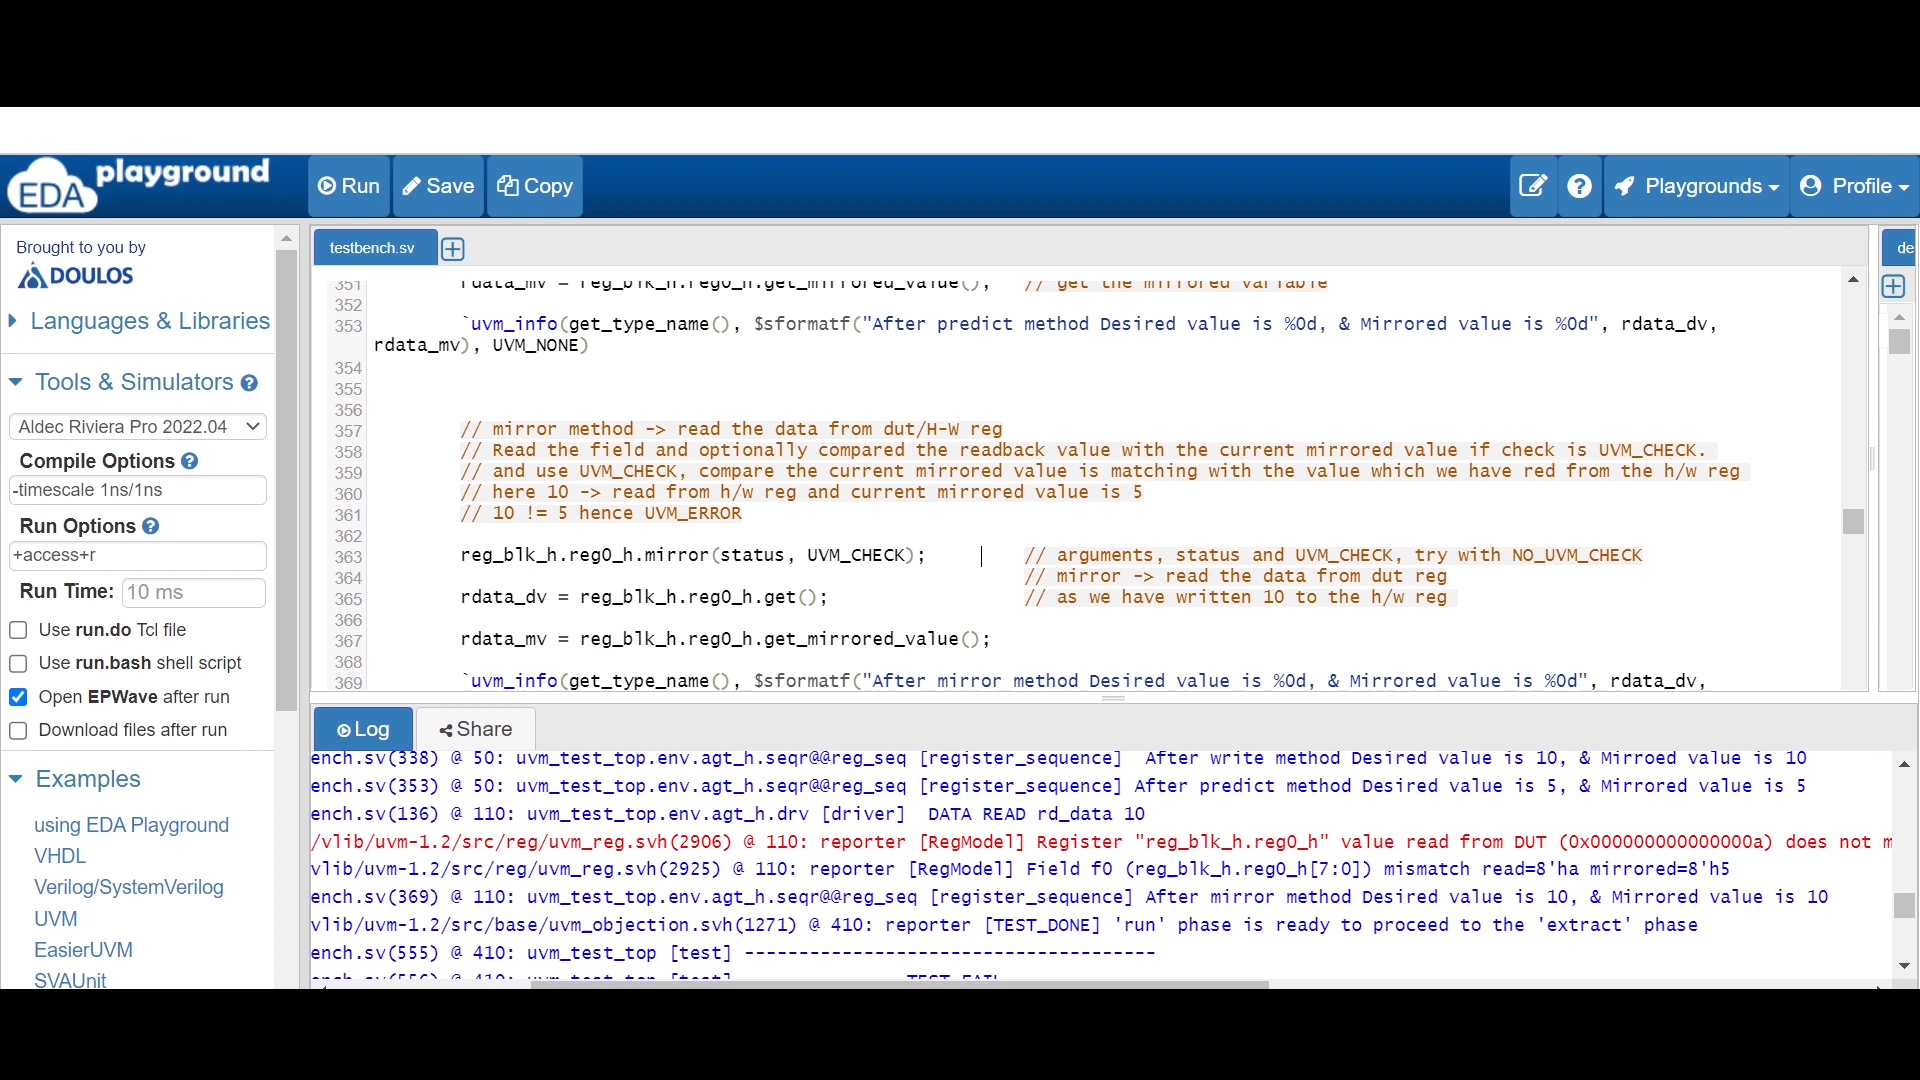 EDA playground
Run
Save
Copy
Playgrounds
Profile
Brought to you by
DOULOS
Languages & Libraries
Tools & Simulators
Aldec Riviera Pro 2022.04
Compile Options
-timescale 1ns/1ns
Run Options
+access+r
Run Time: 10 ms
Use run.do Tcl file
Use run.bash shell script
Open EPWave after run
Download files after run
Examples
using EDA Playground
VHDL
Verilog/SystemVerilog
UVM
EasierUVM
SVAUnit
testbench.sv
de
351 rdata_mv = reg_blk_h.reg0_h.get_mirrored_value(); // get the mirrored variable
352
353 `uvm_info(get_type_name(), $sformatf("After predict method Desired value is %0d, & Mirrored value is %0d", rdata_dv,
rdata_mv), UVM_NONE)
354
355
356
357 // mirror method -> read the data from dut/H-W reg
358 // Read the field and optionally compared the readback value with the current mirrored value if check is UVM_CHECK.
359 // and use UVM_CHECK, compare the current mirrored value is matching with the value which we have red from the h/w reg
360 // here 10 -> read from h/w reg and current mirrored value is 5
361 // 10 != 5 hence UVM_ERROR
362
363 reg_blk_h.reg0_h.mirror(status, UVM_CHECK); // arguments, status and UVM_CHECK, try with NO_UVM_CHECK
364 // mirror -> read the data from dut reg
365 rdata_dv = reg_blk_h.reg0_h.get(); // as we have written 10 to the h/w reg
366
367 rdata_mv = reg_blk_h.reg0_h.get_mirrored_value();
368
369 `uvm_info(get_type_name(), $sformatf("After mirror method Desired value is %0d, & Mirrored value is %0d", rdata_dv,
Log
Share
ench.sv(338) @ 50: uvm_test_top.env.agt_h.seqr@@reg_seq [register_sequence] After write method Desired value is 10, & Mirroed value is 10
ench.sv(353) @ 50: uvm_test_top.env.agt_h.seqr@@reg_seq [register_sequence] After predict method Desired value is 5, & Mirrored value is 5
ench.sv(136) @ 110: uvm_test_top.env.agt_h.drv [driver] DATA READ rd_data 10
/vlib/uvm-1.2/src/reg/uvm_reg.svh(2906) @ 110: reporter [RegModel] Register "reg_blk_h.reg0_h" value read from DUT (0x000000000000000a) does not m
vlib/uvm-1.2/src/reg/uvm_reg.svh(2925) @ 110: reporter [RegModel] Field f0 (reg_blk_h.reg0_h[7:0]) mismatch read=8'ha mirrored=8'h5
ench.sv(369) @ 110: uvm_test_top.env.agt_h.seqr@@reg_seq [register_sequence] After mirror method Desired value is 10, & Mirrored value is 10
vlib/uvm-1.2/src/base/uvm_objection.svh(1271) @ 410: reporter [TEST_DONE] 'run' phase is ready to proceed to the 'extract' phase
ench.sv(555) @ 410: uvm_test_top [test] --------------------------------------
ench.sv(556) @ 410: uvm_test_top [test] TEST FAIL